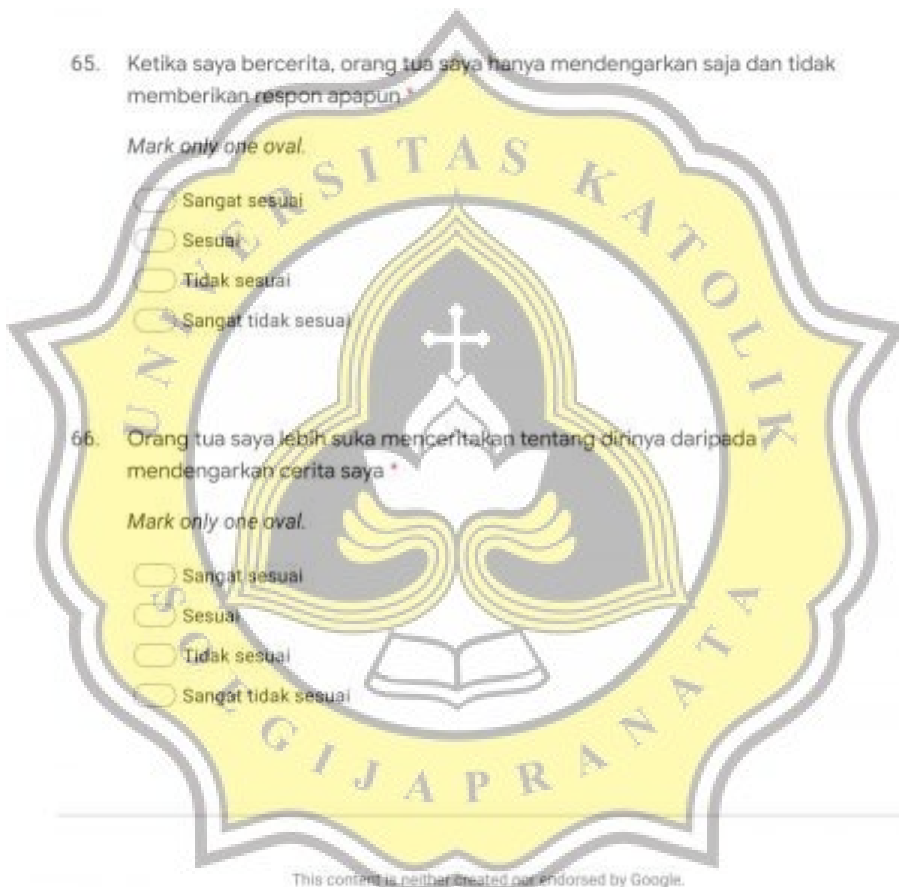 65. Ketika saya bercerita, orang tua saya hanya mendengarkan saja dan tidak
memberikan respon apapun *
Mark only one oval.
Sangat sesuai
Sesuai
Tidak sesuai
Sangat tidak sesuai
66. Orang tua saya lebih suka menceritakan tentang dirinya daripada
mendengarkan cerita saya *
Mark only one oval.
Sangat sesuai
Sesuai
Tidak sesuai
Sangat tidak sesuai
This content is neither created nor endorsed by Google.
UNIVERSITAS KATOLIK
SOEGIJAPRANATA